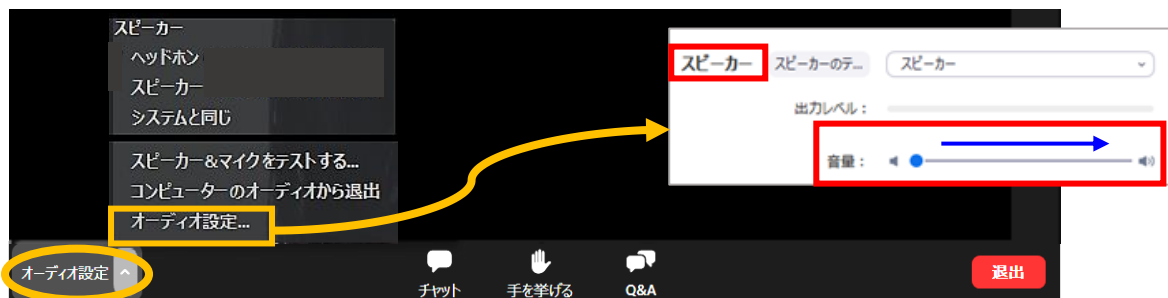 スピーカー
ヘッドホン
スピーカー
システムと同じ
スピーカー&マイクをテストする...
コンピューターのオーディオから退出
オーディオ設定...
スピーカー スピーカーのテ... スピーカー
出力レベル：
音量：
オーディオ設定
チャット
手を挙げる
Q&A
退出